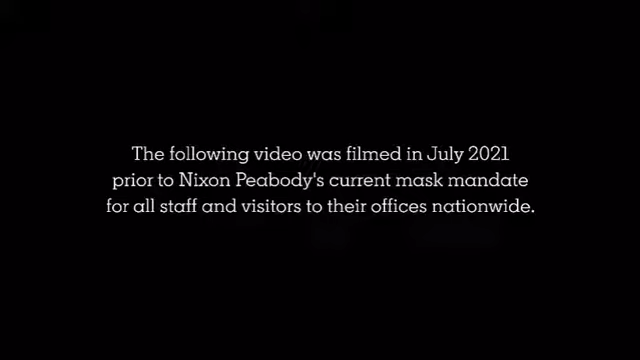 The following video was filmed in July 2021
prior to Nixon Peabody's current mask mandate
for all staff and visitors to their offices nationwide.